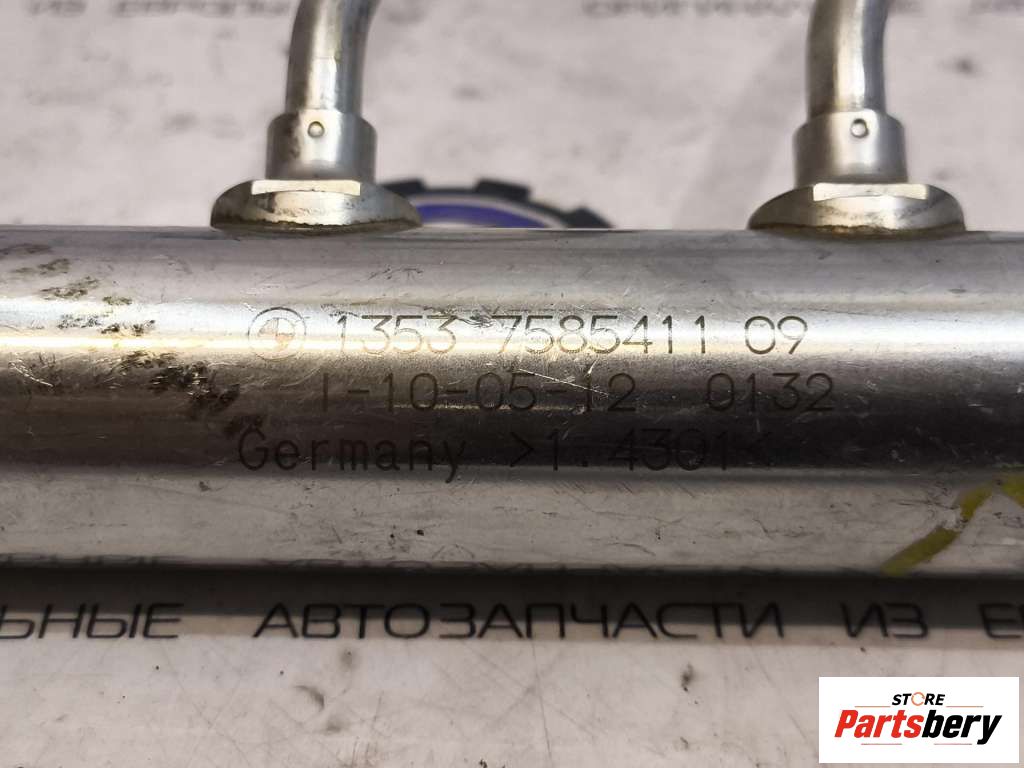 1353 7585411 09
I-10-05-12 0132
Germany >1.4301<
ЬНЫЕ АВТОЗАПЧАСТИ ИЗ Е
STORE
Partsbery